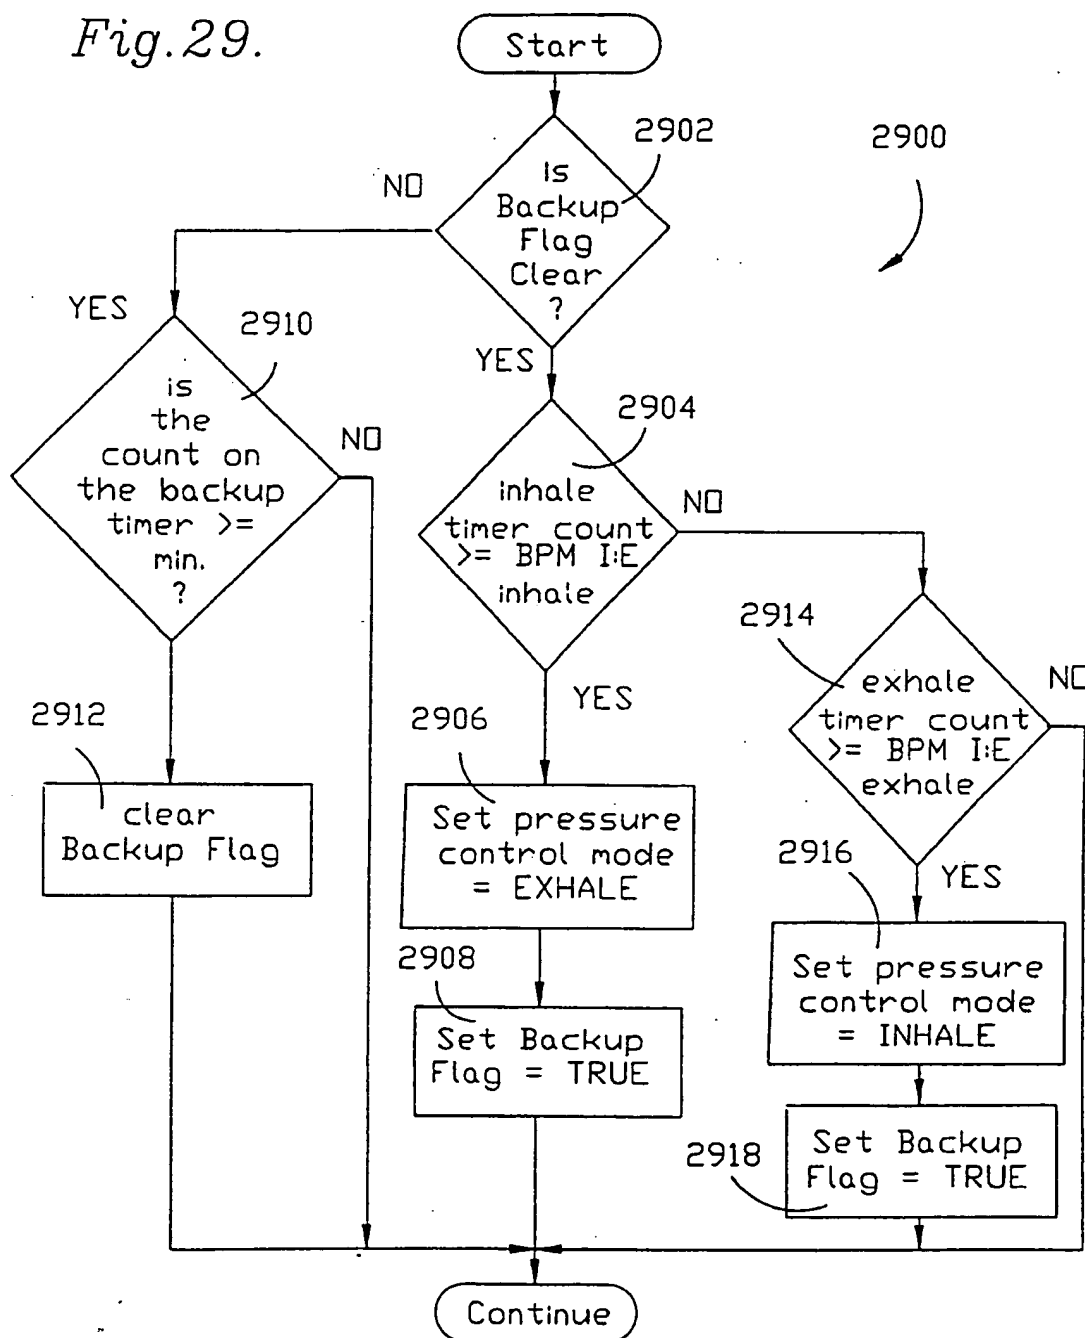 Fig.29.
Start
2902
2900
Is
Backup
Flag
Clear
?
NO
YES
YES
2910
is
the
count on
the backup
timer >=
min.
?
NO
2904
inhale
timer count
>= BPM I:E
inhale
NO
YES
2914
exhale
timer count
>= BPM I:E
exhale
NO
YES
2912
clear
Backup Flag
2906
Set pressure
control mode
= EXHALE
2916
Set pressure
control mode
= INHALE
2908
Set Backup
Flag = TRUE
2918
Set Backup
Flag = TRUE
Continue